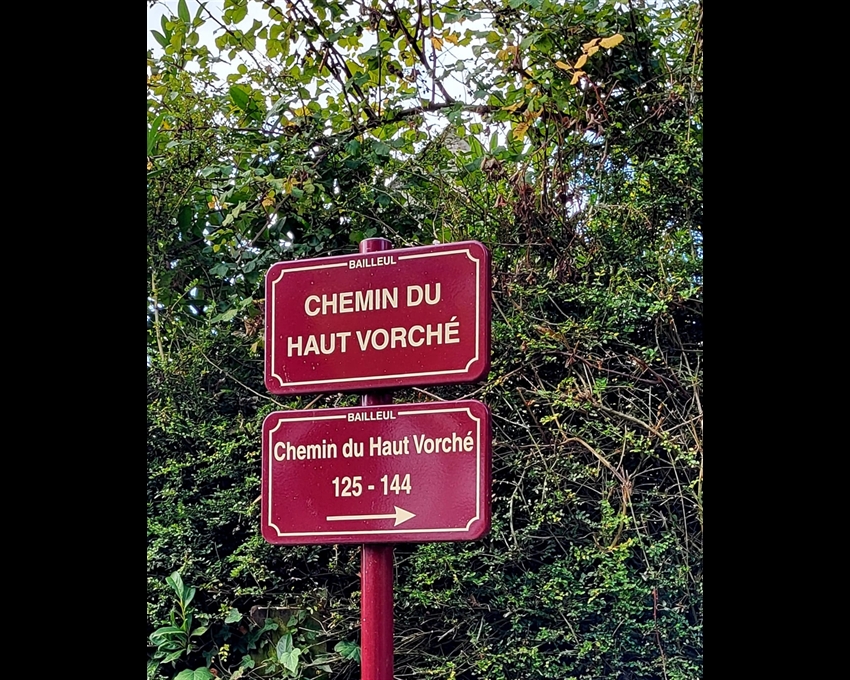 BAILLEUL
CHEMIN DU
HAUT VORCHÉ
BAILLEUL
Chemin du Haut Vorché
125 - 144